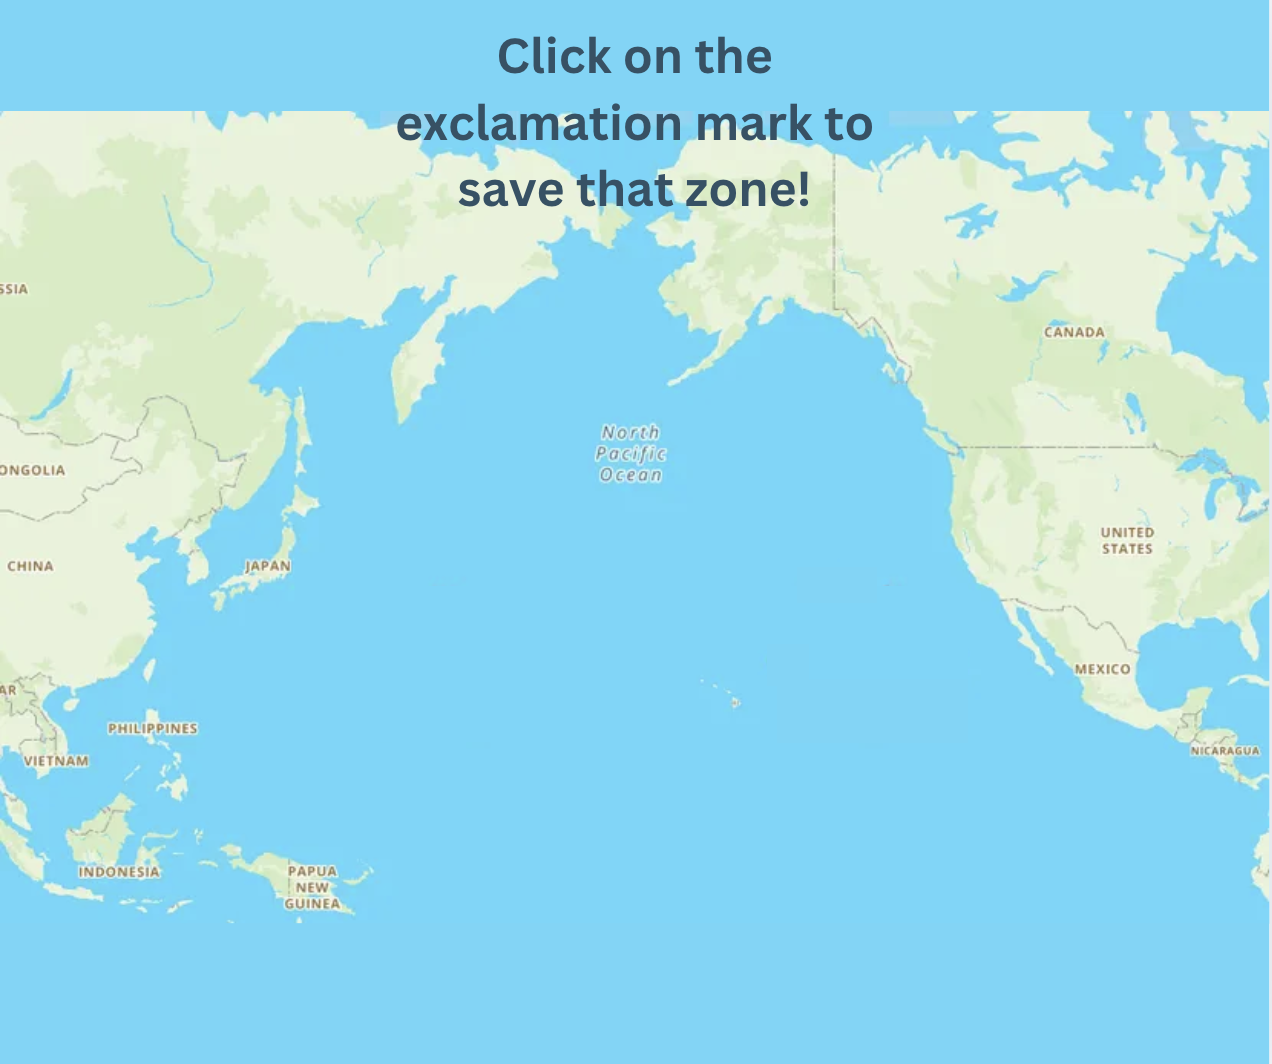 Click on the
exclamation mark to
save that zone!
SSIA
CANADA
North
Pacific
Ocean
ONGOLIA
UNITED
STATES
CHINA
JAPAN
MEXICO
AR
PHILIPPINES
NICARAGUA
VIETNAM
INDONESIA
PAPUA
NEW
GUINEA